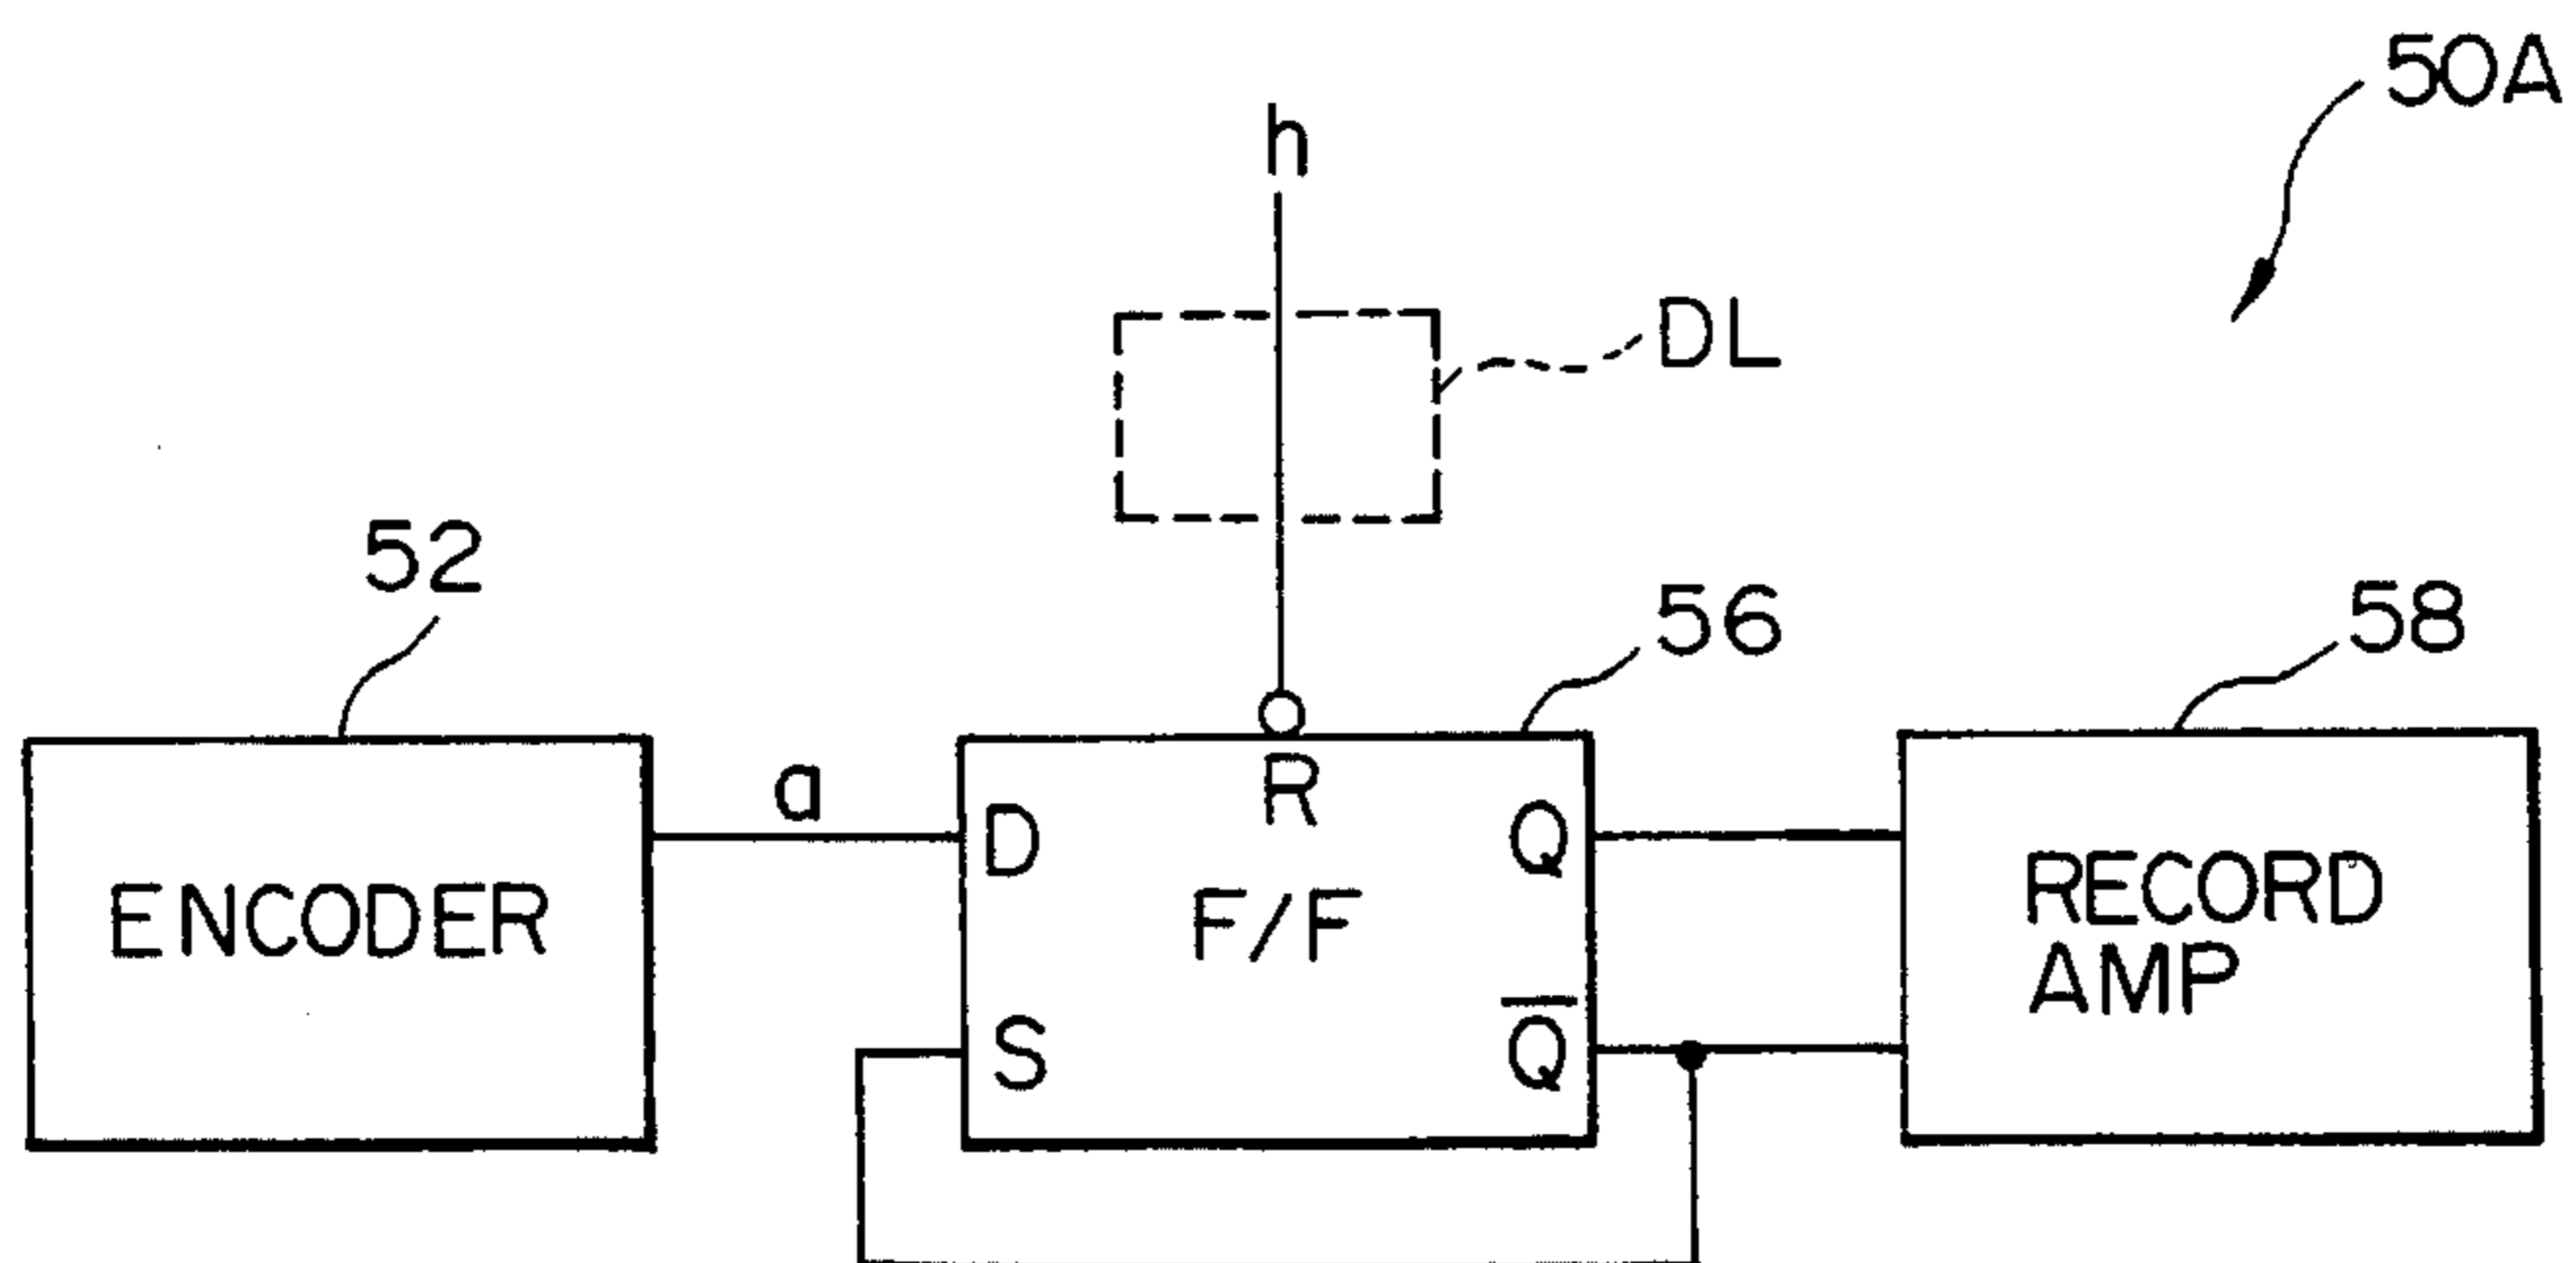 50A
h
DL
52
56
58
a
D
R
Q
ENCODER
F/F
RECORD
AMP
S
Q̅